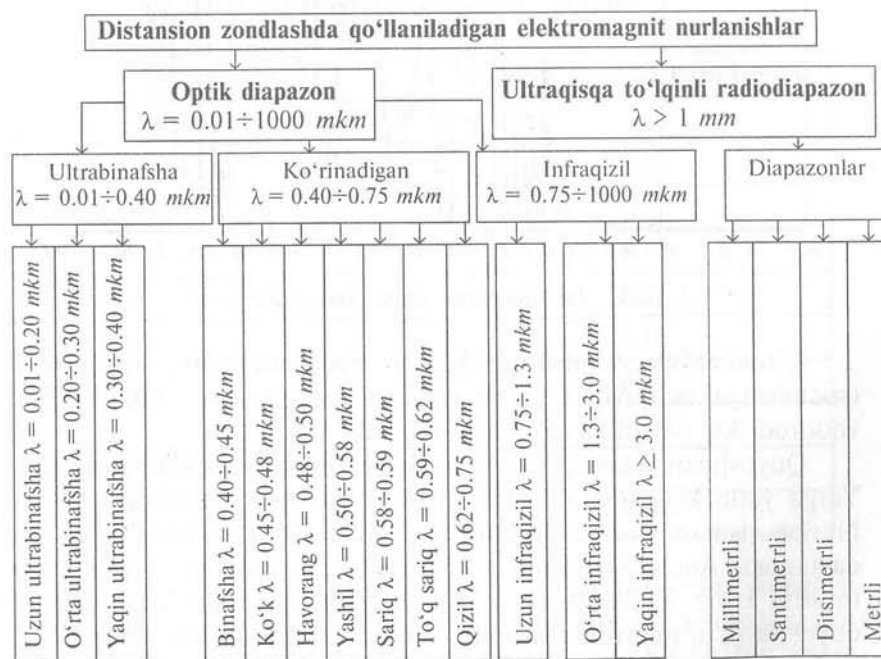 Distansion zondlashda qo‘llaniladigan elektromagnit nurlanishlar
Optik diapazon
λ = 0.01÷1000 mkm
Ultraqisqa to‘lqinli radiodiapazon
λ > 1 mm
Ultrabinafsha
λ = 0.01÷0.40 mkm
Ko‘rinadigan
λ = 0.40÷0.75 mkm
Infraqizil
λ = 0.75÷1000 mkm
Diapazonlar
Uzun ultrabinafsha λ = 0.01÷0.20 mkm
O‘rta ultrabinafsha λ = 0.20÷0.30 mkm
Yaqin ultrabinafsha λ = 0.30÷0.40 mkm
Binafsha λ = 0.40÷0.45 mkm
Ko‘k λ = 0.45÷0.48 mkm
Havorang λ = 0.48÷0.50 mkm
Yashil λ = 0.50÷0.58 mkm
Sariq λ = 0.58÷0.59 mkm
To‘q sariq λ = 0.59÷0.62 mkm
Qizil λ = 0.62÷0.75 mkm
Uzun infraqizil λ = 0.75÷1.3 mkm
O‘rta infraqizil λ = 1.3÷3.0 mkm
Yaqin infraqizil λ ≥ 3.0 mkm
Millimetrli
Santimetrli
Ditsimetrli
Metrli